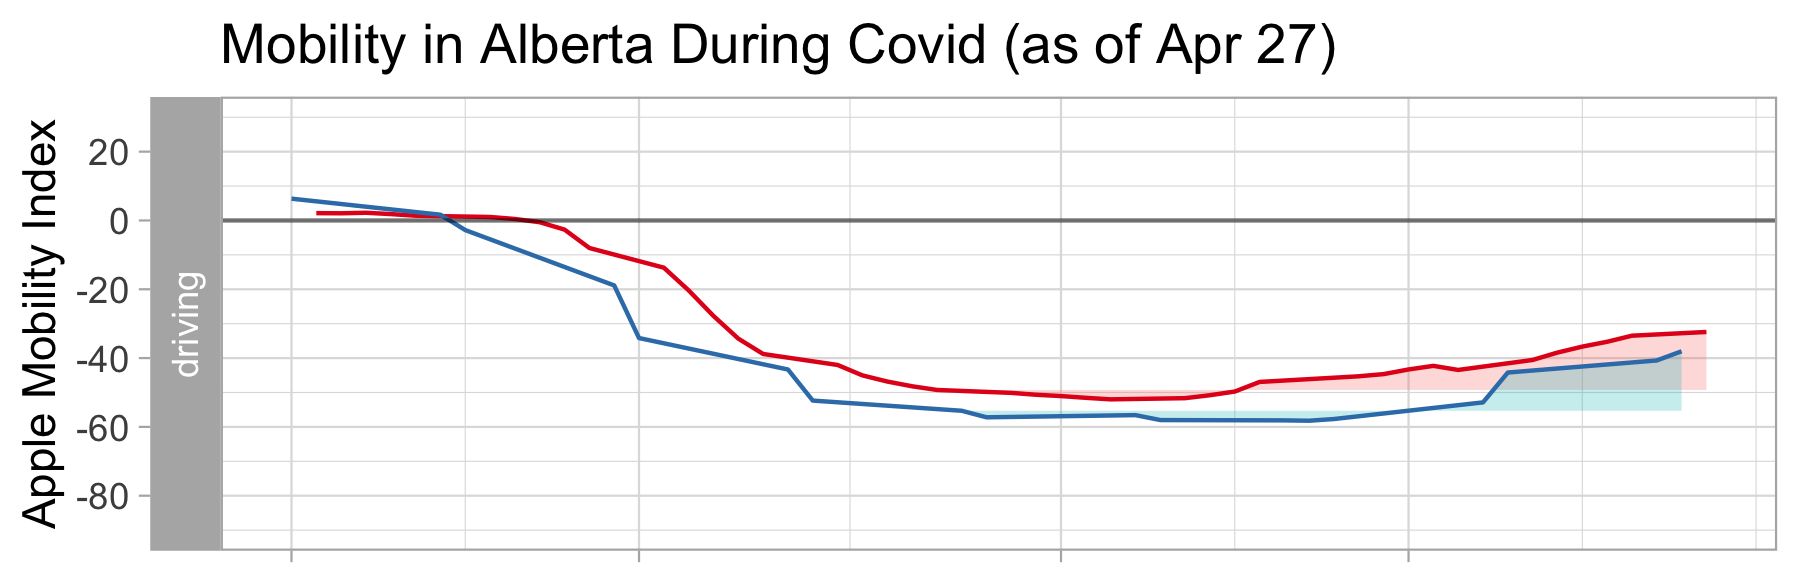 Mobility in Alberta During Covid (as of Apr 27)
Apple Mobility Index
20
0
-20
-40
-60
-80
driving